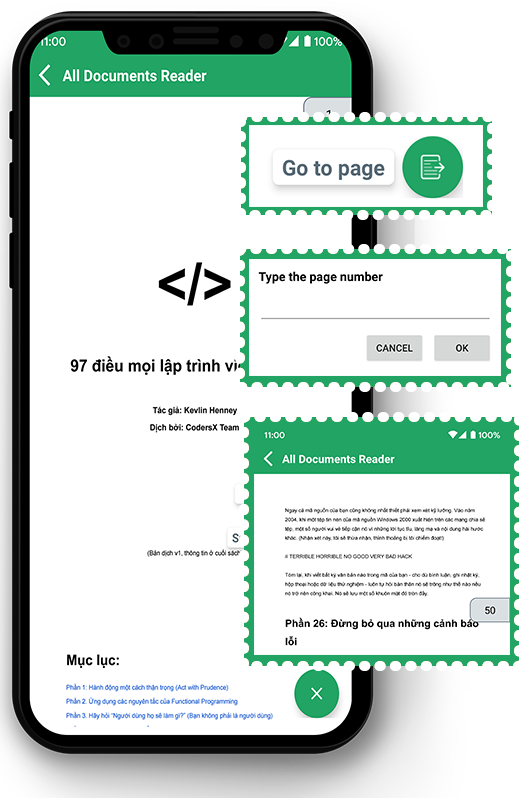 11:00
100%
All Documents Reader
1
Go to page
</>
Type the page number
CANCEL
OK
97 điều mọi lập trình
Tác giả: Kevlin Henney
Dịch bởi: CodersX Team
S
(Bản dịch v1, thông tin ở cuối sách
Mục lục:
Phần 1: Hành động một cách thận trọng (Act with Prudence)
Phần 2. Ứng dụng các nguyên tắc của Functional Programming
Phần 3. Hãy hỏi “Người dùng họ sẽ làm gì?” (Bạn không phải là người dùng)
11:00
100%
All Documents Reader
Ngay cả mã nguồn của bạn cũng không nhất thiết phải xem xét kỹ lưỡng. Vào năm
2004, khi một tệp tin nén của mã nguồn Windows 2000 xuất hiện trên các mạng chia sẻ
tệp, một số người vui vẻ tiếp cận nó vì những lời tục tĩu, lăng mạ và nội dung hài hước
khác. (Nhận xét này, tôi sẽ thừa nhận, thỉnh thoảng bị tôi chiếm đoạt!)
# TERRIBLE HORRIBLE NO GOOD VERY BAD HACK
Tóm lại, khi viết bất kỳ văn bản nào trong mã của bạn - cho dù bình luận, ghi nhật ký,
hộp thoại hoặc dữ liệu thử nghiệm - luôn tự hỏi bản thân nó sẽ trông như thế nào nếu
nó trở nên công khai. Nó sẽ lưu một số khuôn mặt đỏ tròn đấy.
50
Phần 26: Đừng bỏ qua những cảnh báo
lỗi